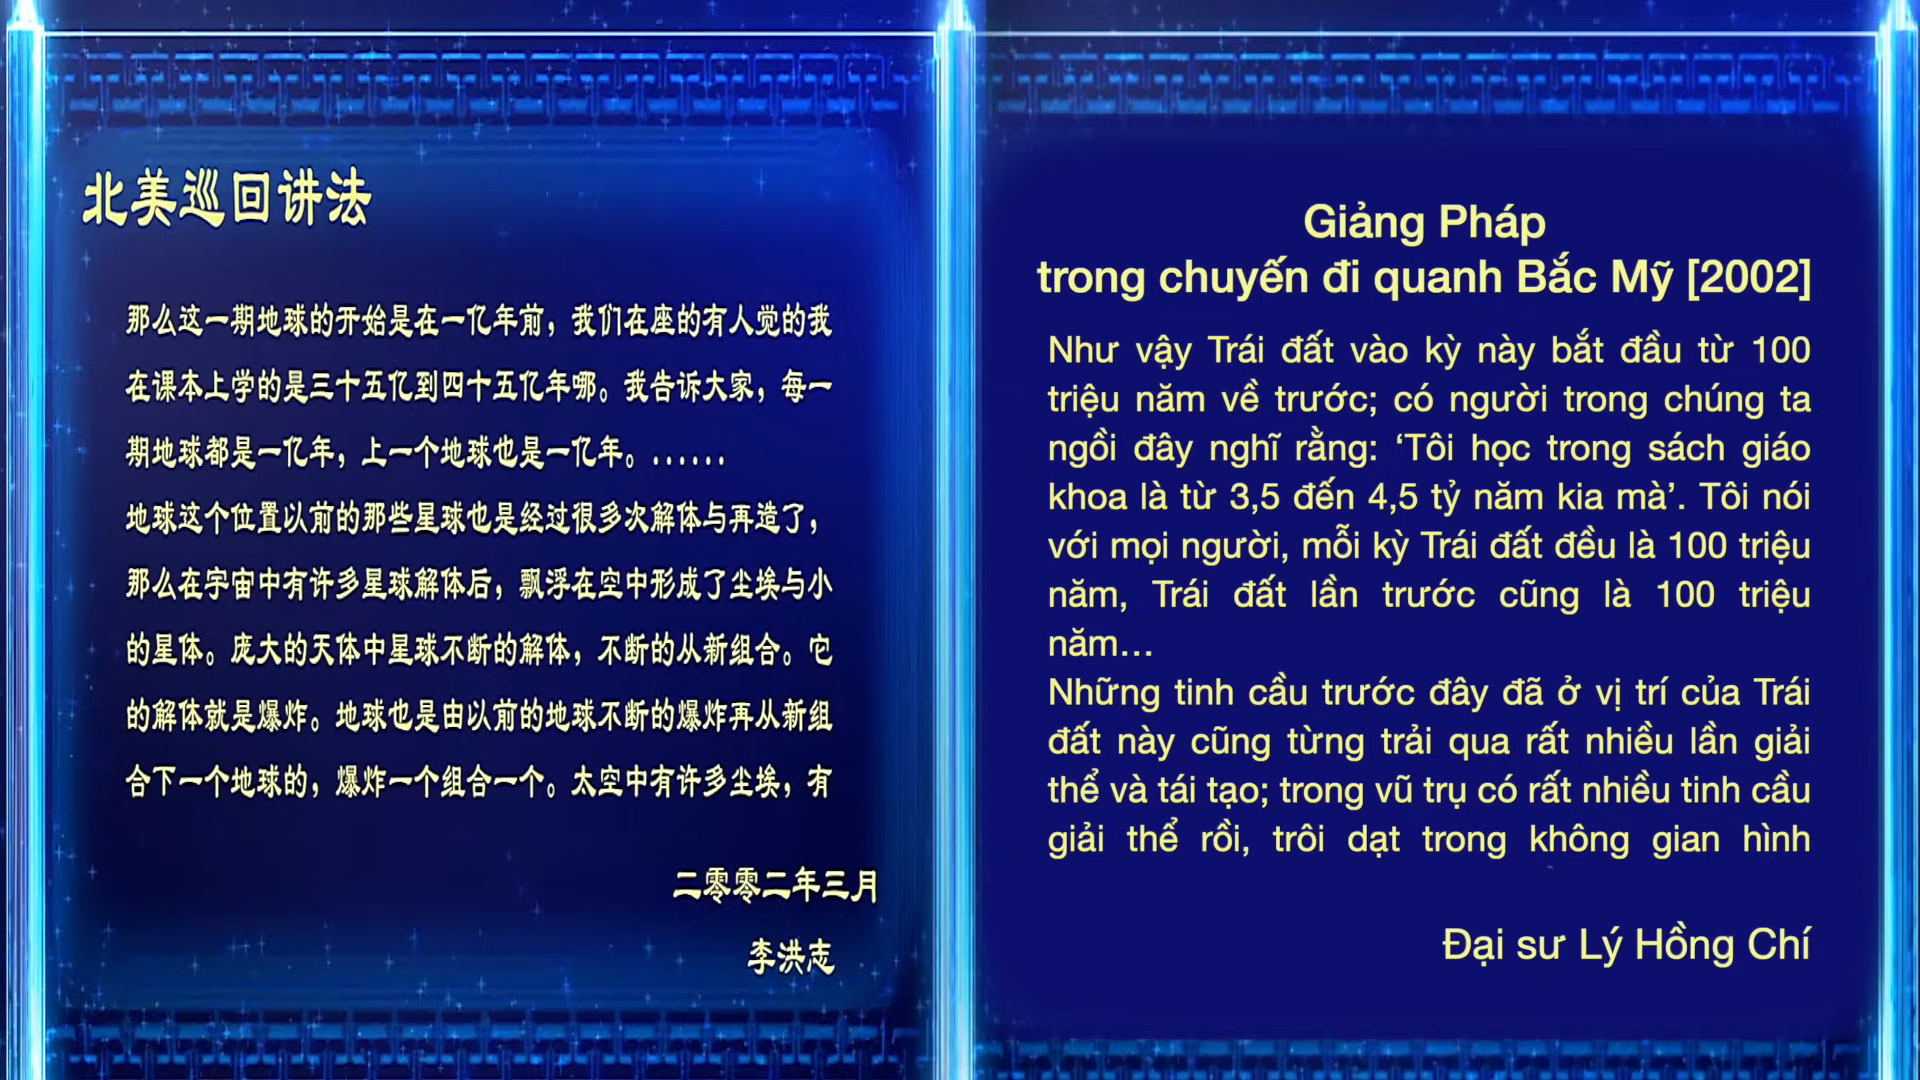 北美巡回讲法
那么这一期地球的开始是在一亿年前，我们在座的有人觉的我
在课本上学的是三十五亿到四十五亿年哪。我告诉大家，每一
期地球都是一亿年，上一个地球也是一亿年。……
地球这个位置以前的那些星球也是经过很多次解体与再造了，
那么在宇宙中有许多星球解体后，飘浮在空中形成了尘埃与小
的星体。庞大的天体中星球不断的解体，不断的从新组合。它
的解体就是爆炸。地球也是由以前的地球不断的爆炸再从新组
合下一个地球的，爆炸一个组合一个。太空中有许多尘埃，有
二零零二年三月
李洪志
Giảng Pháp
trong chuyến đi quanh Bắc Mỹ [2002]
Như vậy Trái đất vào kỳ này bắt đầu từ 100
triệu năm về trước; có người trong chúng ta
ngồi đây nghĩ rằng: ‘Tôi học trong sách giáo
khoa là từ 3,5 đến 4,5 tỷ năm kia mà’. Tôi nói
với mọi người, mỗi kỳ Trái đất đều là 100 triệu
năm, Trái đất lần trước cũng là 100 triệu
năm...
Những tinh cầu trước đây đã ở vị trí của Trái
đất này cũng từng trải qua rất nhiều lần giải
thể và tái tạo; trong vũ trụ có rất nhiều tinh cầu
giải thể rồi, trôi dạt trong không gian hình
Đại sư Lý Hồng Chí